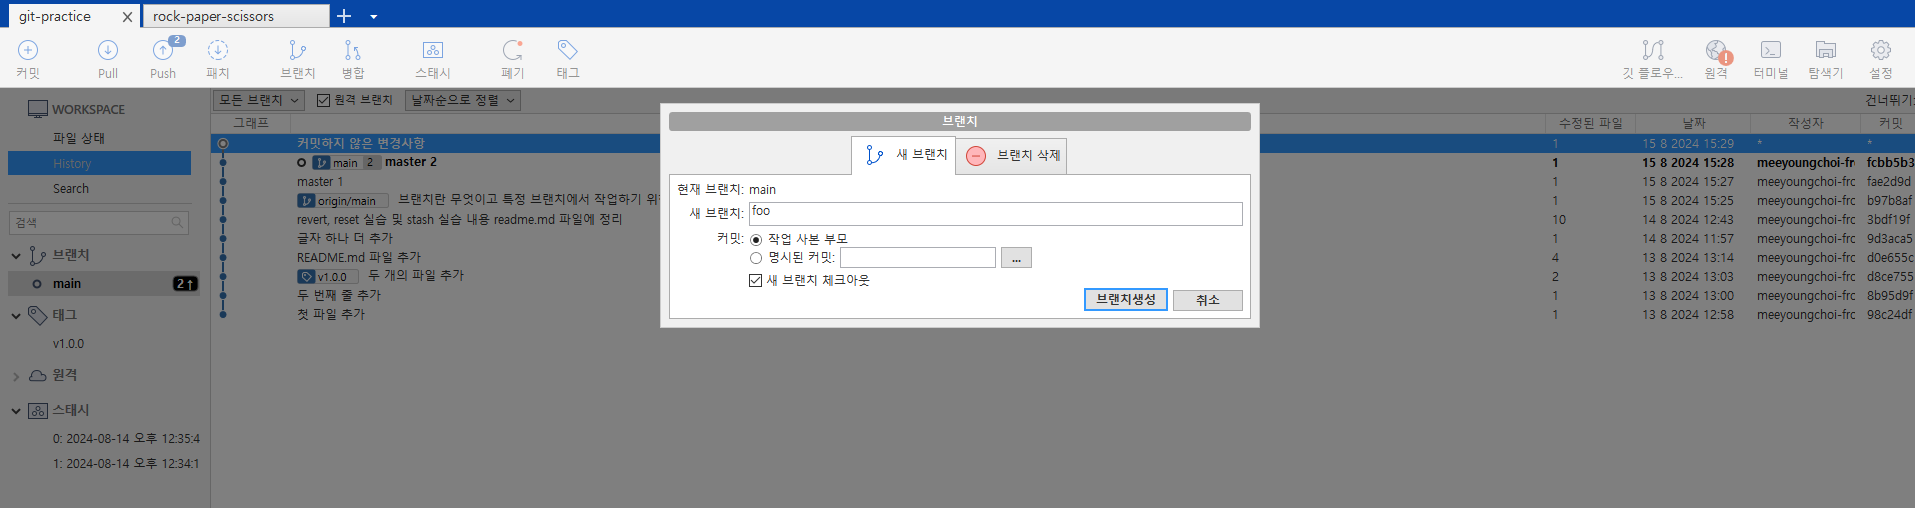 git-practice
rock-paper-scissors
커밋
Pull
Push
2
패치
브랜치
병합
스태시
폐기
태그
깃 플로우...
원격
터미널
탐색기
설정
WORKSPACE
파일 상태
History
Search
검색
브랜치
main
2↑
태그
v1.0.0
원격
스태시
0: 2024-08-14 오후 12:35:4
1: 2024-08-14 오후 12:34:1
모든 브랜치
원격 브랜치
날짜순으로 정렬
건너뛰기:
그래프 수정된 파일 날짜 작성자 커밋
커밋하지 않은 변경사항 1 15 8 2024 15:29 * *
main 2 master 2 1 15 8 2024 15:28 meeyoungchoi-frc fcbb5b3
master 1 1 15 8 2024 15:27 meeyoungchoi-frc fae2d9d
origin/main 브랜치란 무엇이고 특정 브랜치에서 작업하기 위 1 15 8 2024 15:25 meeyoungchoi-frc b97b8af
revert, reset 실습 및 stash 실습 내용 readme.md 파일에 정리 10 14 8 2024 12:43 meeyoungchoi-frc 3bdf19f
글자 하나 더 추가 1 14 8 2024 11:57 meeyoungchoi-frc 9d3aca5
README.md 파일 추가 4 13 8 2024 13:14 meeyoungchoi-frc d0e655c
v1.0.0 두 개의 파일 추가 2 13 8 2024 13:03 meeyoungchoi-frc d8ce755
두 번째 줄 추가 1 13 8 2024 13:00 meeyoungchoi-frc 8b95d9f
첫 파일 추가 1 13 8 2024 12:58 meeyoungchoi-frc 98c24df
브랜치
새 브랜치
브랜치 삭제
현재 브랜치: main
새 브랜치: foo
커밋: 작업 사본 부모
명시된 커밋:
...
새 브랜치 체크아웃
브랜치생성
취소